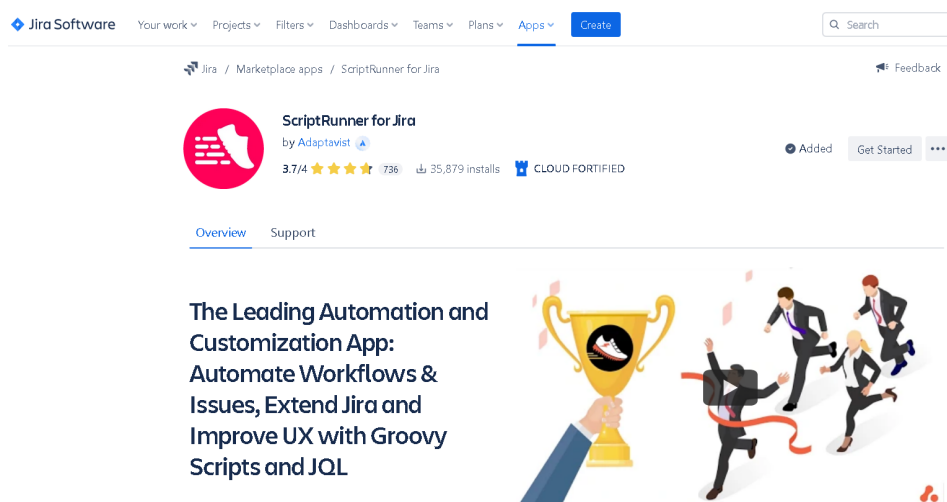 Jira Software Your work Projects Filters Dashboards Teams Plans Apps Create Search
Jira / Marketplace apps / ScriptRunner for Jira Feedback
ScriptRunner for Jira
by Adaptavist
Added Get Started •••
3.7/4 736 35,879 installs CLOUD FORTIFIED
Overview Support
The Leading Automation and
Customization App:
Automate Workflows &
Issues, Extend Jira and
Improve UX with Groovy
Scripts and JQL